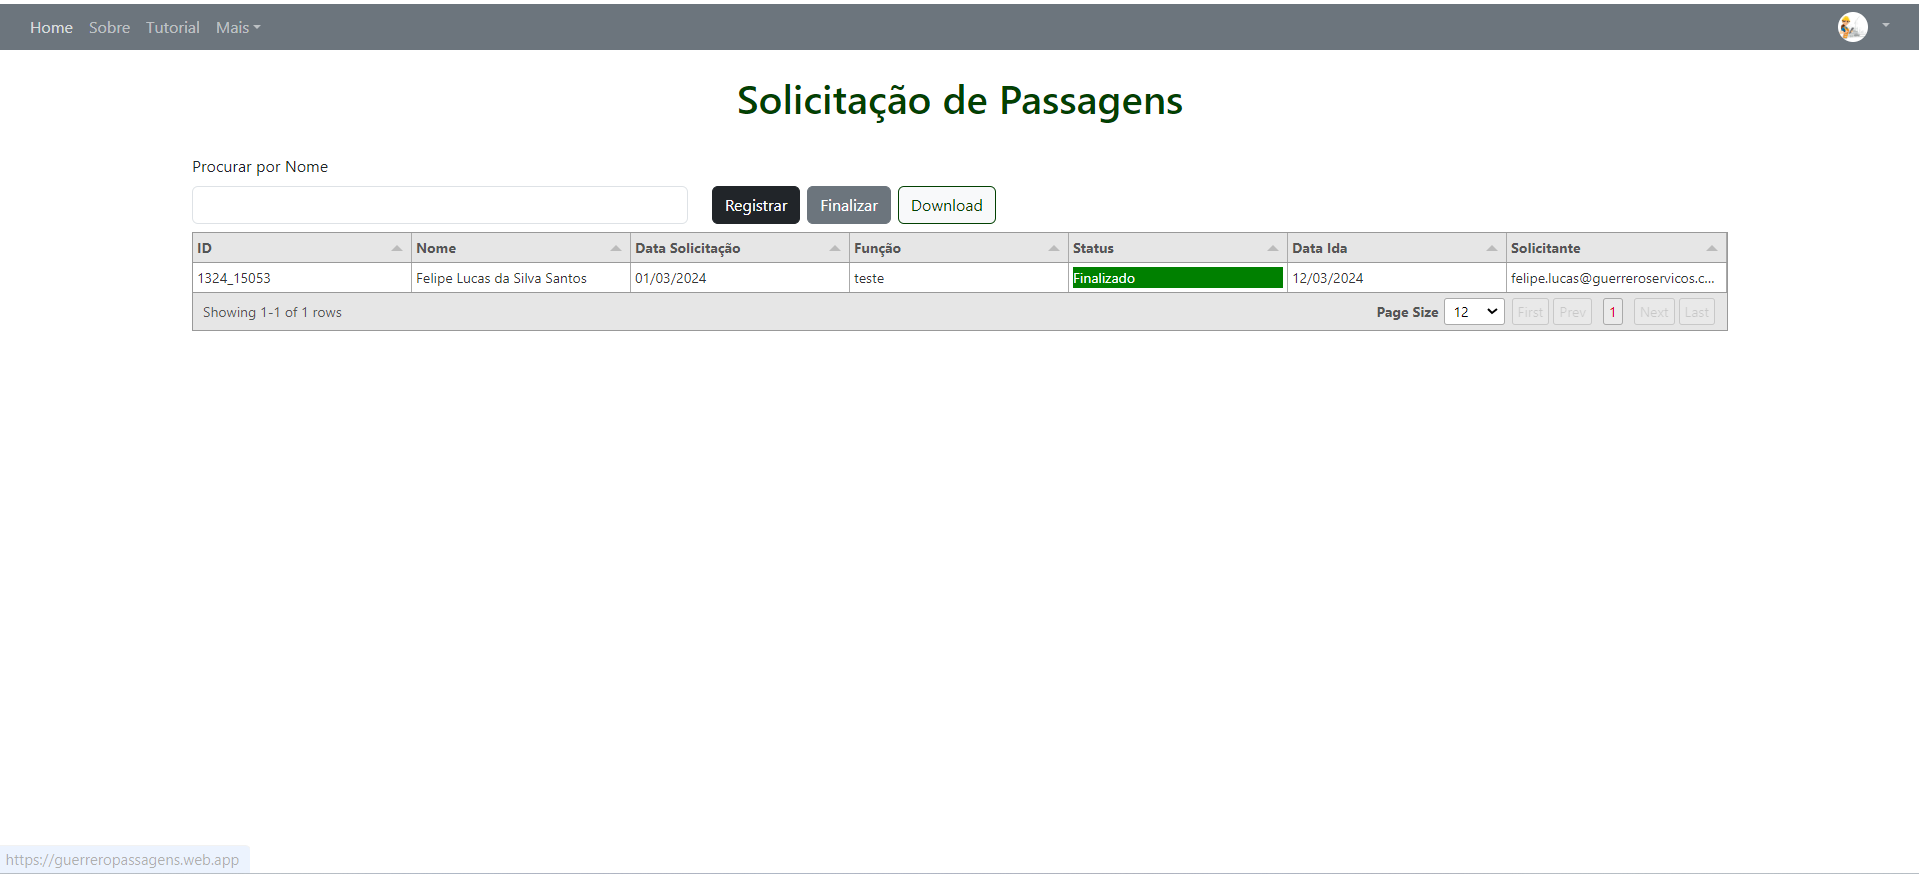 Home Sobre Tutorial Mais
Solicitação de Passagens
Procurar por Nome
Registrar Finalizar Download
ID Nome Data Solicitação Função Status Data Ida Solicitante
1324_15053 Felipe Lucas da Silva Santos 01/03/2024 teste Finalizado 12/03/2024 felipe.lucas@guerreroservicos.c...
Showing 1-1 of 1 rows Page Size 12 First Prev 1 Next Last
https://guerreropassagens.web.app